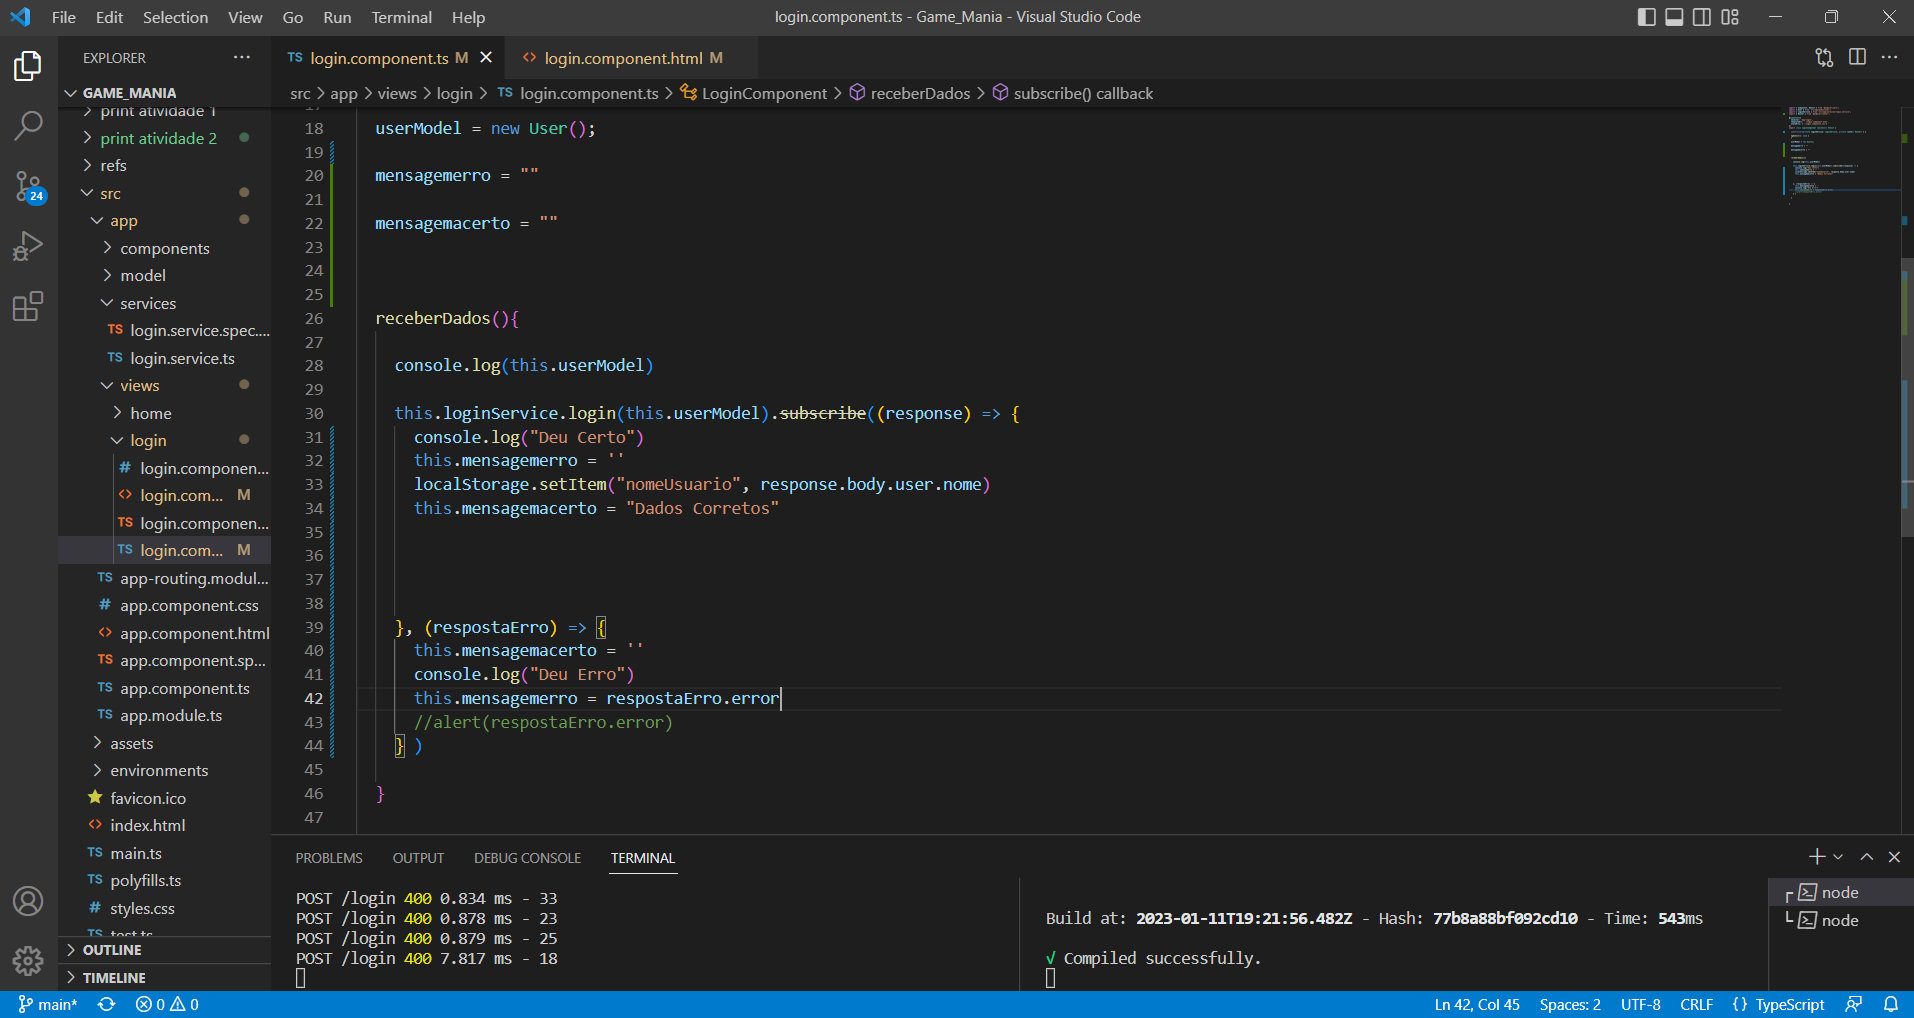 File Edit Selection View Go Run Terminal Help
login.component.ts - Game_Mania - Visual Studio Code
EXPLORER
GAME_MANIA
print atividade 1
print atividade 2
refs
src
app
components
model
services
TS login.service.spec....
TS login.service.ts
views
home
login
# login.componen...
<> login.com... M
TS login.componen...
TS login.com... M
TS app-routing.modul...
# app.component.css
<> app.component.html
TS app.component.sp...
TS app.component.ts
TS app.module.ts
assets
environments
favicon.ico
<> index.html
TS main.ts
TS polyfills.ts
# styles.css
TS test.ts
OUTLINE
TIMELINE
24
TS login.component.ts M
<> login.component.html M
src > app > views > login > TS login.component.ts > LoginComponent > receberDados > subscribe() callback
18 userModel = new User();
19
20 mensagemerro = ""
21
22 mensagemacerto = ""
23
24
25
26 receberDados(){
27
28 console.log(this.userModel)
29
30 this.loginService.login(this.userModel).subscribe((response) => {
31 console.log("Deu Certo")
32 this.mensagemerro = ''
33 localStorage.setItem("nomeUsuario", response.body.user.nome)
34 this.mensagemacerto = "Dados Corretos"
35
36
37
38
39 }, (respostaErro) => {
40 this.mensagemacerto = ''
41 console.log("Deu Erro")
42 this.mensagemerro = respostaErro.error
43 //alert(respostaErro.error)
44 } )
45
46 }
47
PROBLEMS OUTPUT DEBUG CONSOLE TERMINAL
POST /login 400 0.834 ms - 33
POST /login 400 0.878 ms - 23
POST /login 400 0.879 ms - 25
POST /login 400 7.817 ms - 18
Build at: 2023-01-11T19:21:56.482Z - Hash: 77b8a88bf092cd10 - Time: 543ms
√ Compiled successfully.
node
node
main* 0 0
Ln 42, Col 45 Spaces: 2 UTF-8 CRLF {} TypeScript